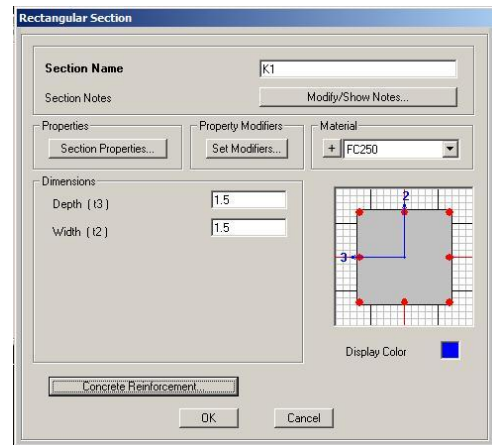 Rectangular Section
Section Name K1
Section Notes Modify/Show Notes...
Properties Property Modifiers Material
Section Properties... Set Modifiers... + FC250
Dimensions
Depth ( t3 ) 1.5
Width ( t2 ) 1.5
2
3
Display Color
Concrete Reinforcement...
OK Cancel